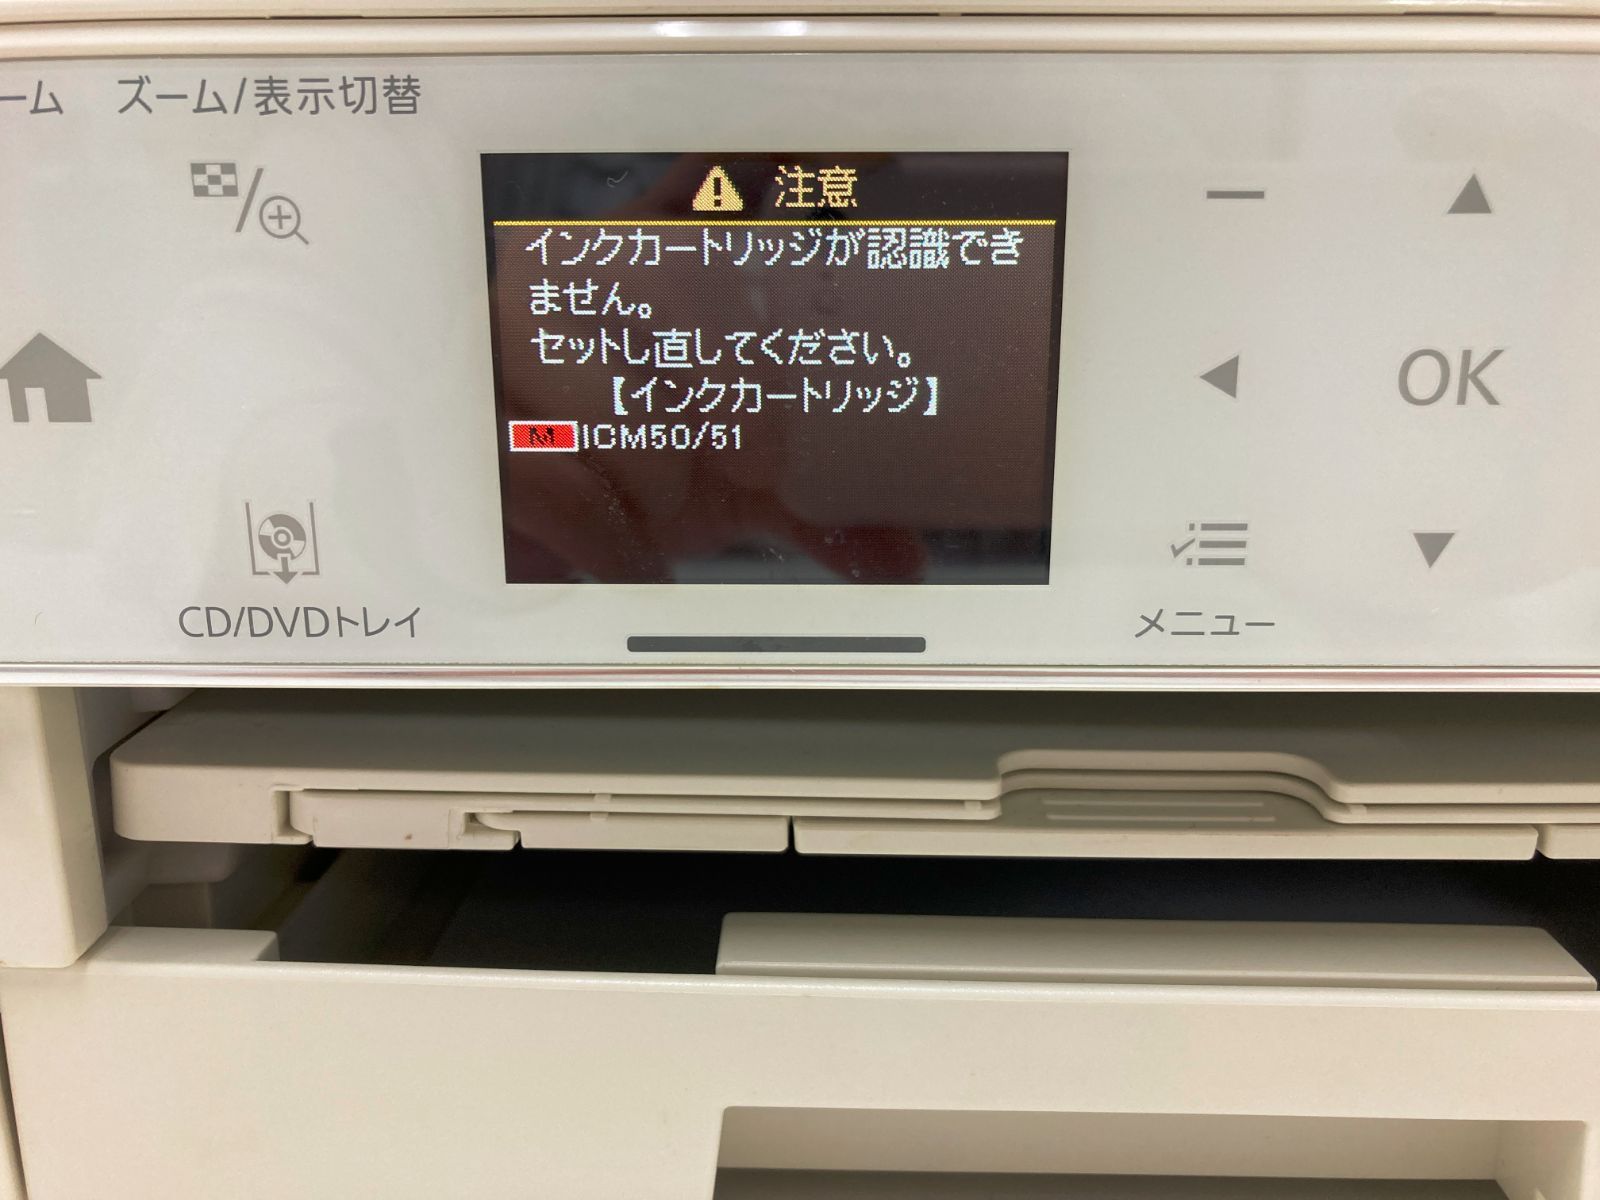 ーム
ズーム/表示切替
注意
インクカートリッジが認識でき
ません。
セットし直してください。
【インクカートリッジ】
M ICM50/51
OK
CD/DVDトレイ
メニュー